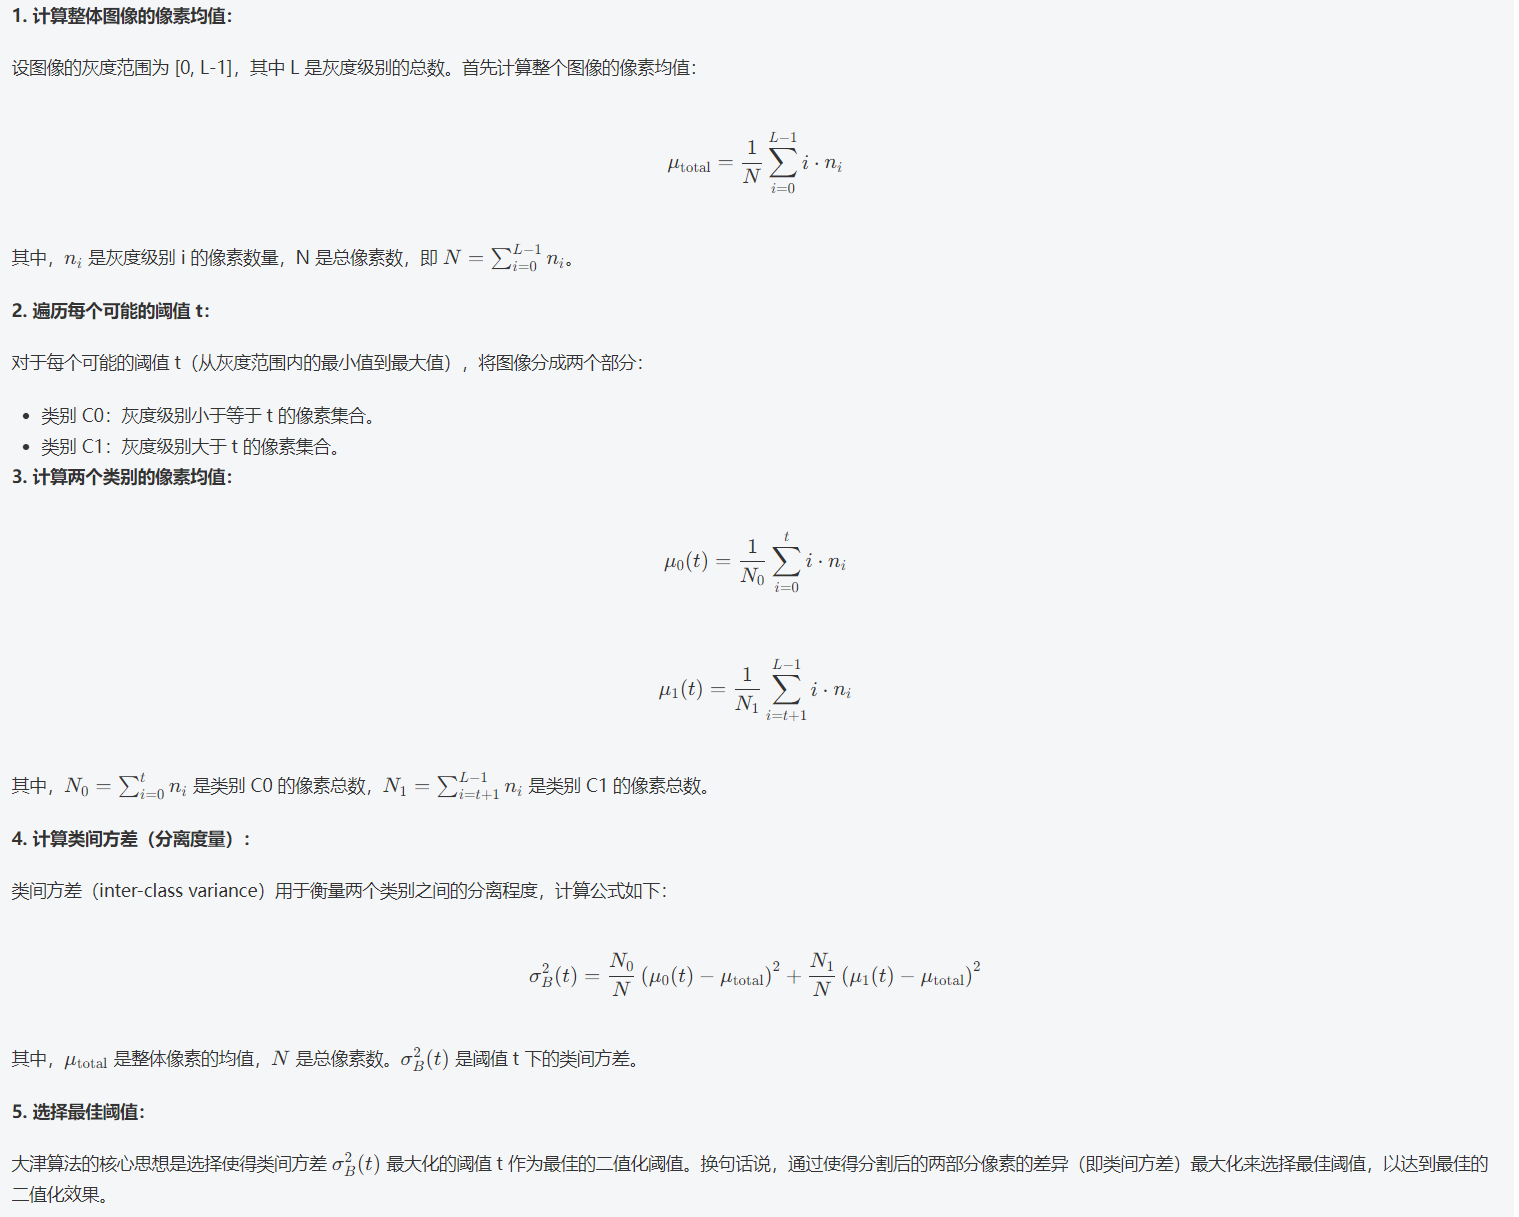 1. 计算整体图像的像素均值：
设图像的灰度范围为 [0, L-1]，其中 L 是灰度级别的总数。首先计算整个图像的像素均值：
$\mu_{\text{total}} = \frac{1}{N} \sum_{i=0}^{L-1} i \cdot n_i$
其中，$n_i$ 是灰度级别 i 的像素数量，N 是总像素数，即 $N = \sum_{i=0}^{L-1} n_i$。
2. 遍历每个可能的阈值 t：
对于每个可能的阈值 t（从灰度范围内的最小值到最大值），将图像分成两个部分：
• 类别 C0：灰度级别小于等于 t 的像素集合。
• 类别 C1：灰度级别大于 t 的像素集合。
3. 计算两个类别的像素均值：
$\mu_0(t) = \frac{1}{N_0} \sum_{i=0}^{t} i \cdot n_i$
$\mu_1(t) = \frac{1}{N_1} \sum_{i=t+1}^{L-1} i \cdot n_i$
其中，$N_0 = \sum_{i=0}^{t} n_i$ 是类别 C0 的像素总数，$N_1 = \sum_{i=t+1}^{L-1} n_i$ 是类别 C1 的像素总数。
4. 计算类间方差（分离度量）：
类间方差（inter-class variance）用于衡量两个类别之间的分离程度，计算公式如下：
$\sigma_B^2(t) = \frac{N_0}{N} (\mu_0(t) - \mu_{\text{total}})^2 + \frac{N_1}{N} (\mu_1(t) - \mu_{\text{total}})^2$
其中，$\mu_{\text{total}}$ 是整体像素的均值，$N$ 是总像素数。$\sigma_B^2(t)$ 是阈值 t 下的类间方差。
5. 选择最佳阈值：
大津算法的核心思想是选择使得类间方差 $\sigma_B^2(t)$ 最大化的阈值 t 作为最佳的二值化阈值。换句话说，通过使得分割后的两部分像素的差异（即类间方差）最大化来选择最佳阈值，以达到最佳的
二值化效果。